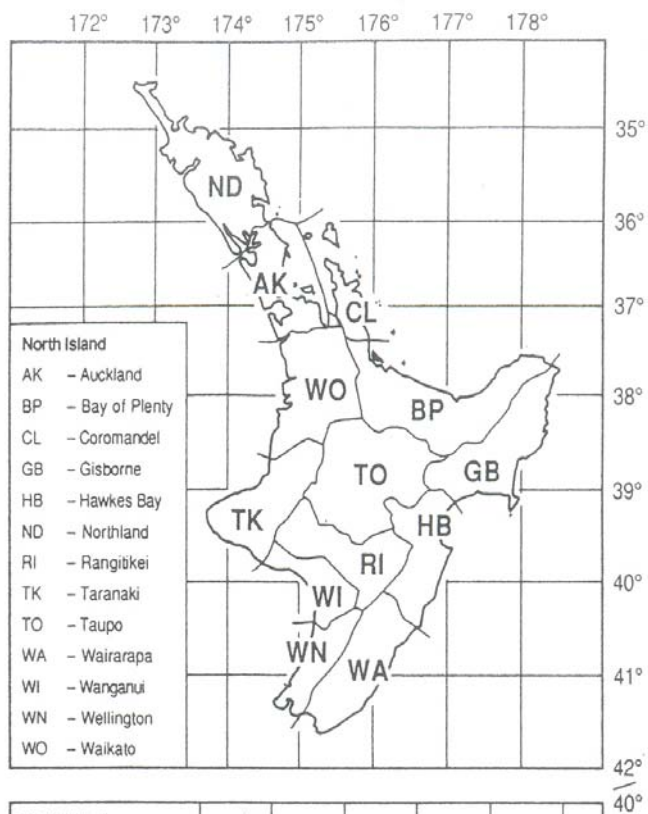 172° 173° 174° 175° 176° 177° 178°
35°
ND
36°
AK
CL
37°
North Island
AK – Auckland
BP – Bay of Plenty
CL – Coromandel
GB – Gisborne
HB – Hawkes Bay
ND – Northland
RI – Rangitikei
TK – Taranaki
TO – Taupo
WA – Wairarapa
WI – Wanganui
WN – Wellington
WO – Waikato
WO
BP
38°
TO
GB
39°
TK
HB
RI
40°
WI
WN
WA
41°
42°
40°